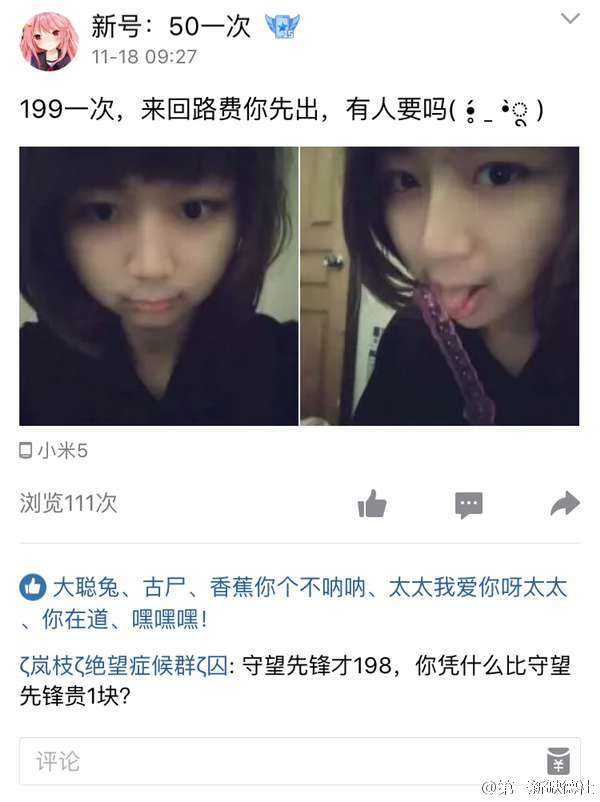 新号：50一次
11-18 09:27
199一次，来回路费你先出，有人要吗( •́ ̥̫ •̀ू )
小米5
浏览111次
大聪兔、古尸、香蕉你个不呐呐、太太我爱你呀太太
、你在道、嘿嘿嘿！
ζ岚枝ζ绝望症候群ζ囚: 守望先锋才198，你凭什么比守望
先锋贵1块？
评论